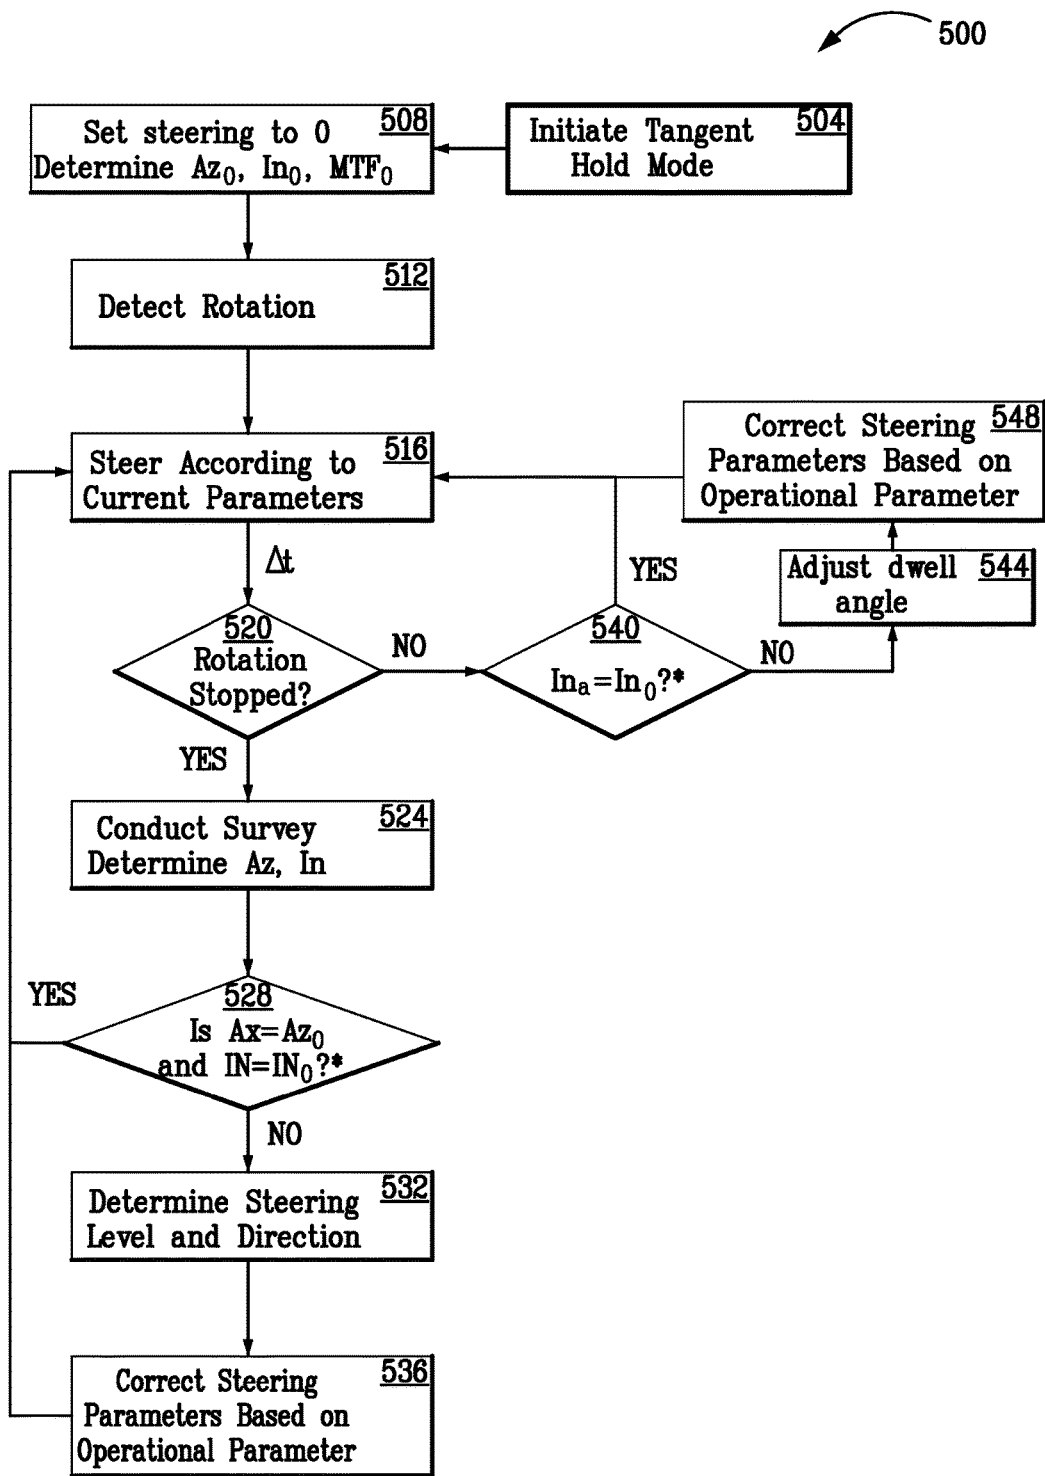 500
504
Initiate Tangent
Hold Mode
508
Set steering to 0
Determine Az₀, In₀, MTF₀
512
Detect Rotation
516
Steer According to
Current Parameters
Δt
520
Rotation
Stopped?
NO
YES
540
Inₐ=In₀?*
YES
NO
544
Adjust dwell
angle
548
Correct Steering
Parameters Based on
Operational Parameter
524
Conduct Survey
Determine Az, In
528
Is Ax=Az₀
and IN=IN₀?*
YES
NO
532
Determine Steering
Level and Direction
536
Correct Steering
Parameters Based on
Operational Parameter